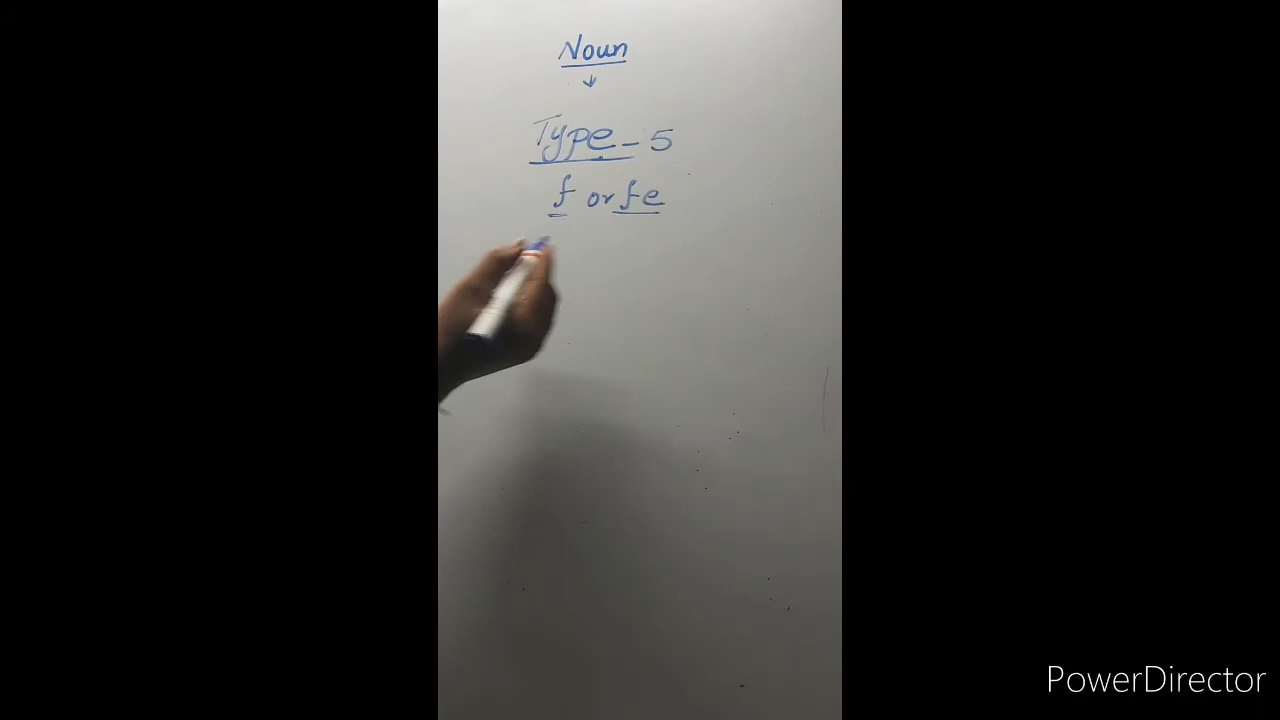 Noun
↓
Type - 5
f or fe
PowerDirector